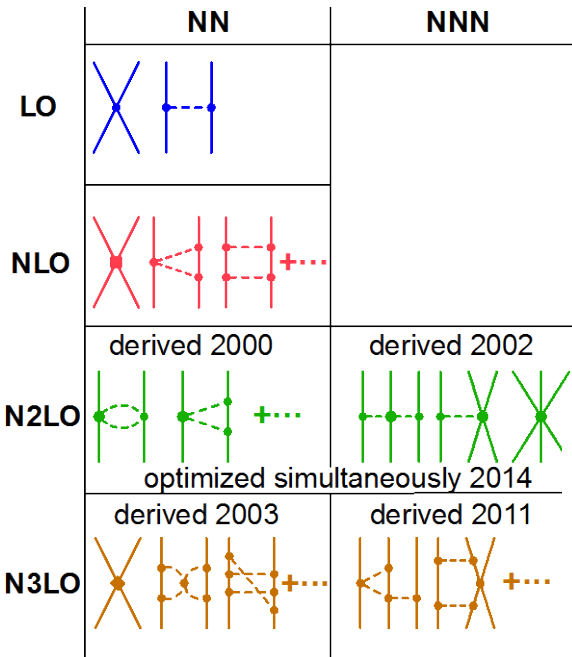 NN NNN
LO
NLO
derived 2000 derived 2002
N2LO
optimized simultaneously 2014
derived 2003 derived 2011
N3LO